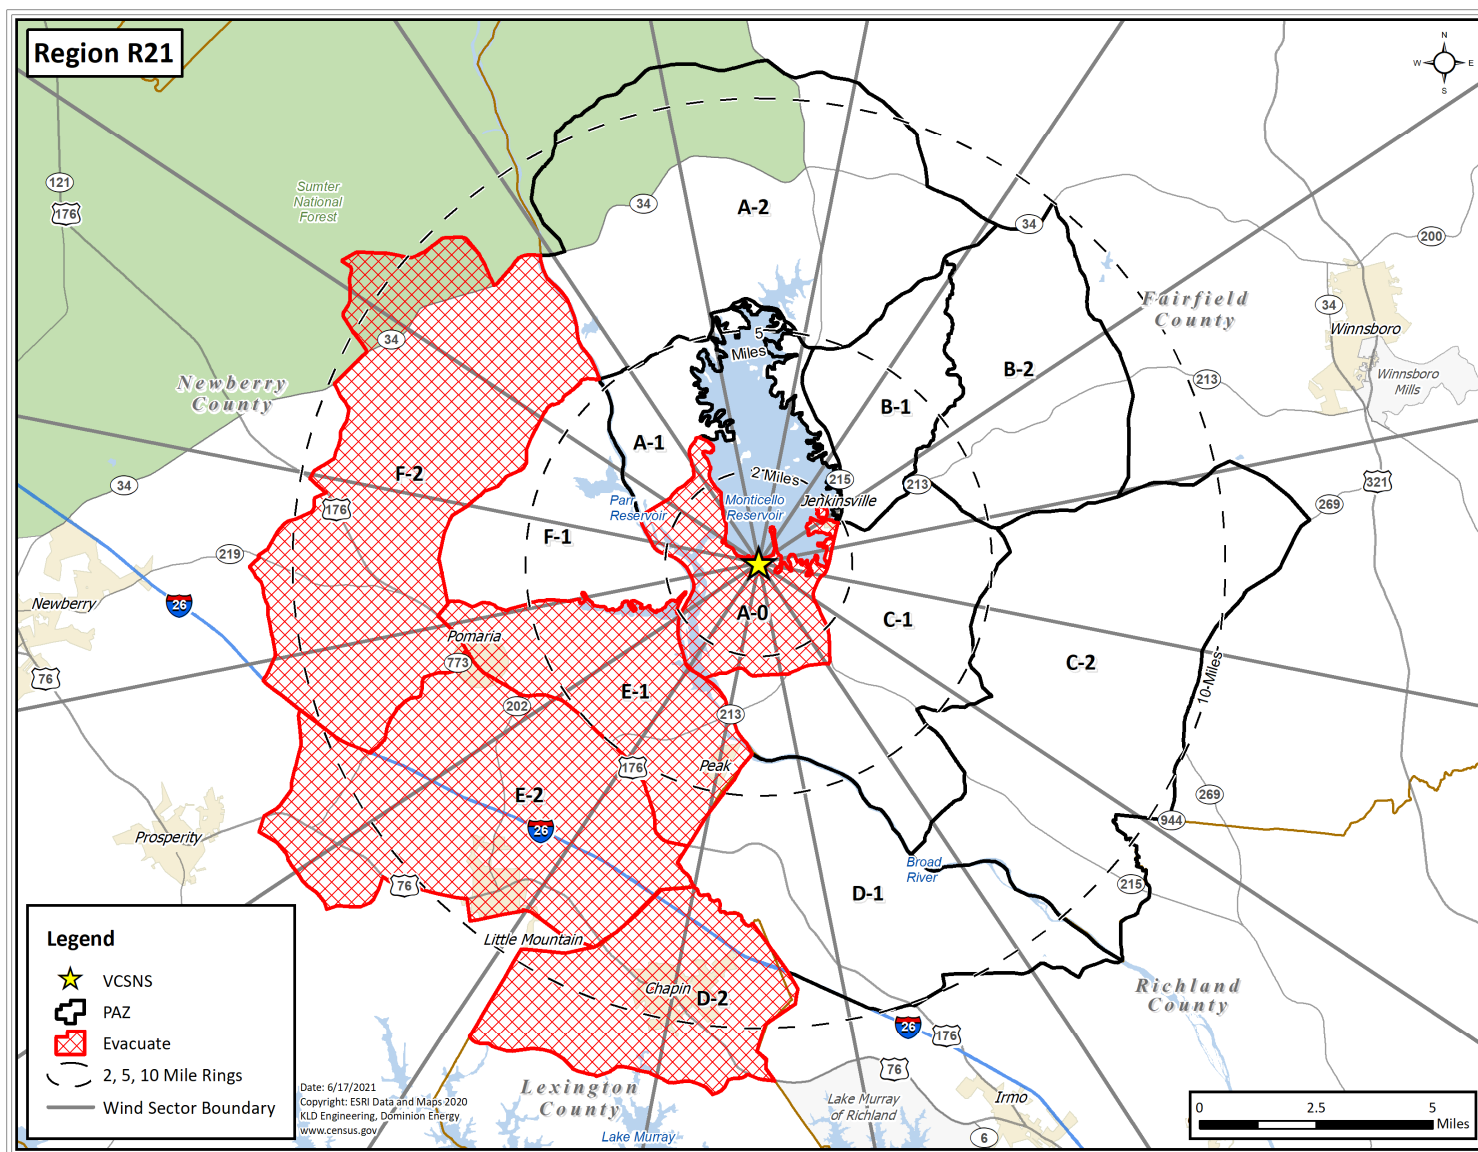 Region R21
N
W
E
S
121
176
Sumter
National
Forest
34
A-2
34
200
Fairfield
County
34
Winnsboro
Winnsboro
Mills
213
B-2
5
Miles
34
Newberry
County
B-1
A-1
F-2
34
2 Miles
215
213
321
Jenkinsville
Parr
Reservoir
Monticello
Reservoir
176
269
F-1
219
Newberry
26
A-0
C-1
Pomaria
773
C-2
76
E-1
10 Miles
202
213
176
Peak
E-2
269
944
26
Prosperity
Broad
River
76
215
D-1
Little Mountain
Chapin
D-2
Richland
County
26
176
76
Lexington
County
Lake Murray
of Richland
Irmo
Lake Murray
6
Legend
VCSNS
PAZ
Evacuate
2, 5, 10 Mile Rings
Wind Sector Boundary
Date: 6/17/2021
Copyright: ESRI Data and Maps 2020
KLD Engineering, Dominion Energy
www.census.gov
0 2.5 5
Miles